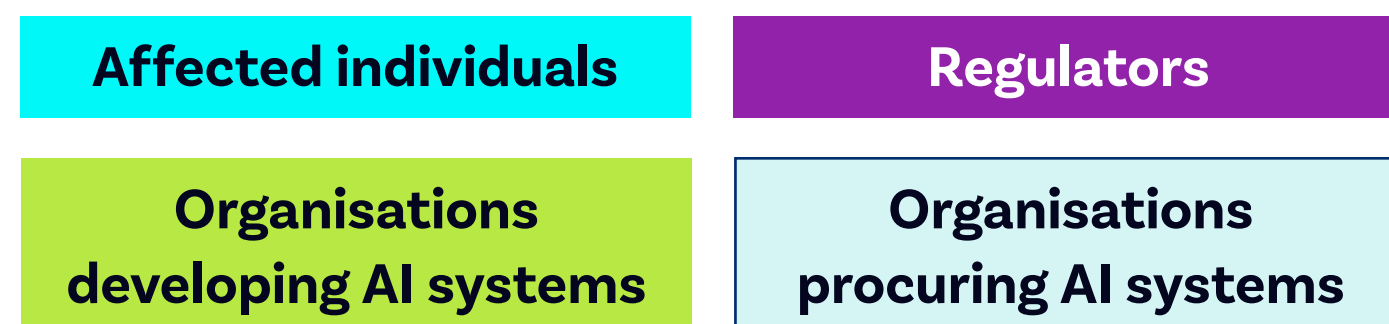 Affected individuals
Regulators
Organisations
developing AI systems
Organisations
procuring AI systems